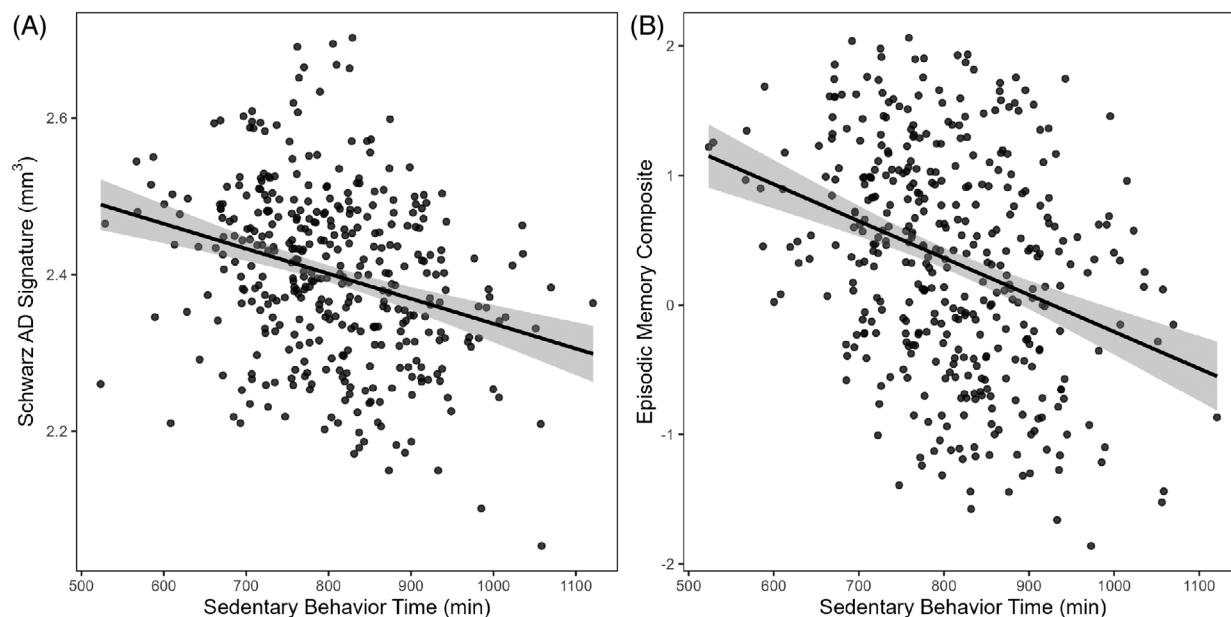 (A)
Schwarz AD Signature (mm³)
2.6
2.4
2.2
500 600 700 800 900 1000 1100
Sedentary Behavior Time (min)
(B)
Episodic Memory Composite
2
1
0
-1
-2
500 600 700 800 900 1000 1100
Sedentary Behavior Time (min)